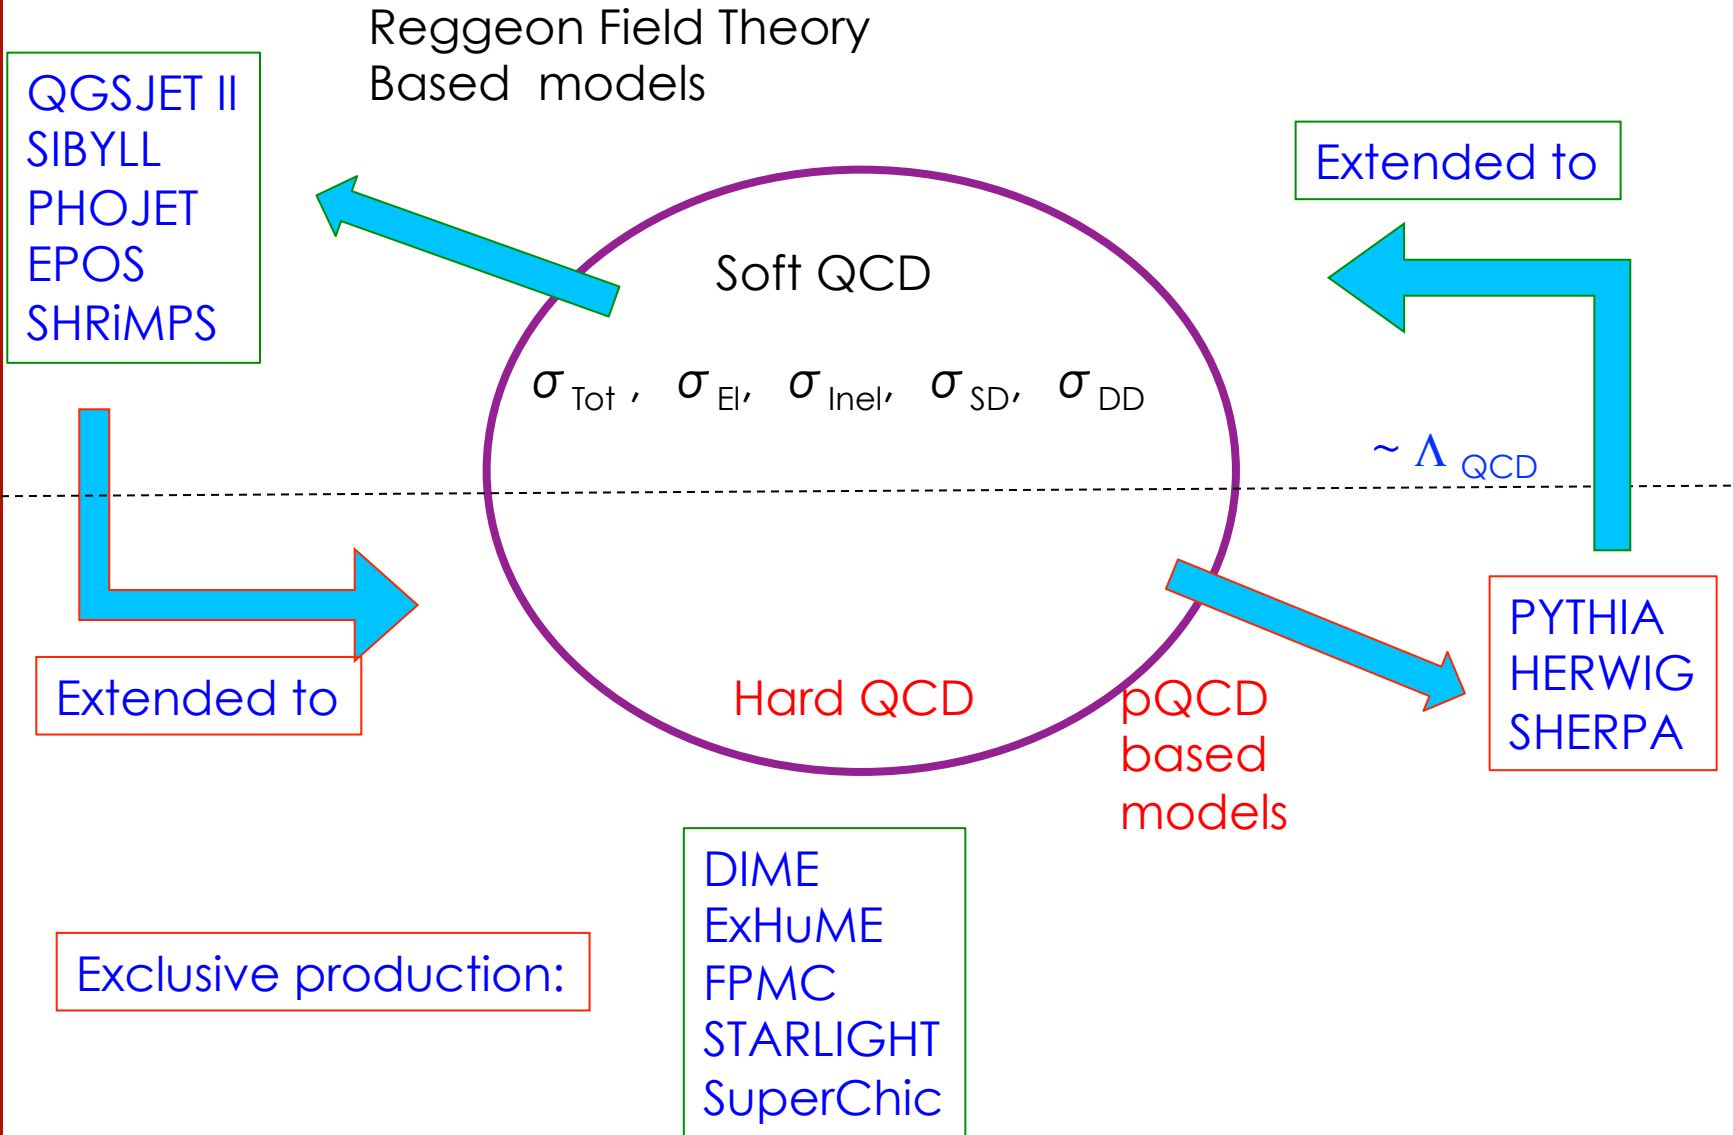 Reggeon Field Theory
Based models
QGSJET II
SIBYLL
PHOJET
EPOS
SHRiMPS
Extended to
Soft QCD
σ Tot , σ El, σ Inel, σ SD, σ DD
~ Λ QCD
Extended to
Hard QCD
pQCD
based
models
PYTHIA
HERWIG
SHERPA
Exclusive production:
DIME
ExHuME
FPMC
STARLIGHT
SuperChic